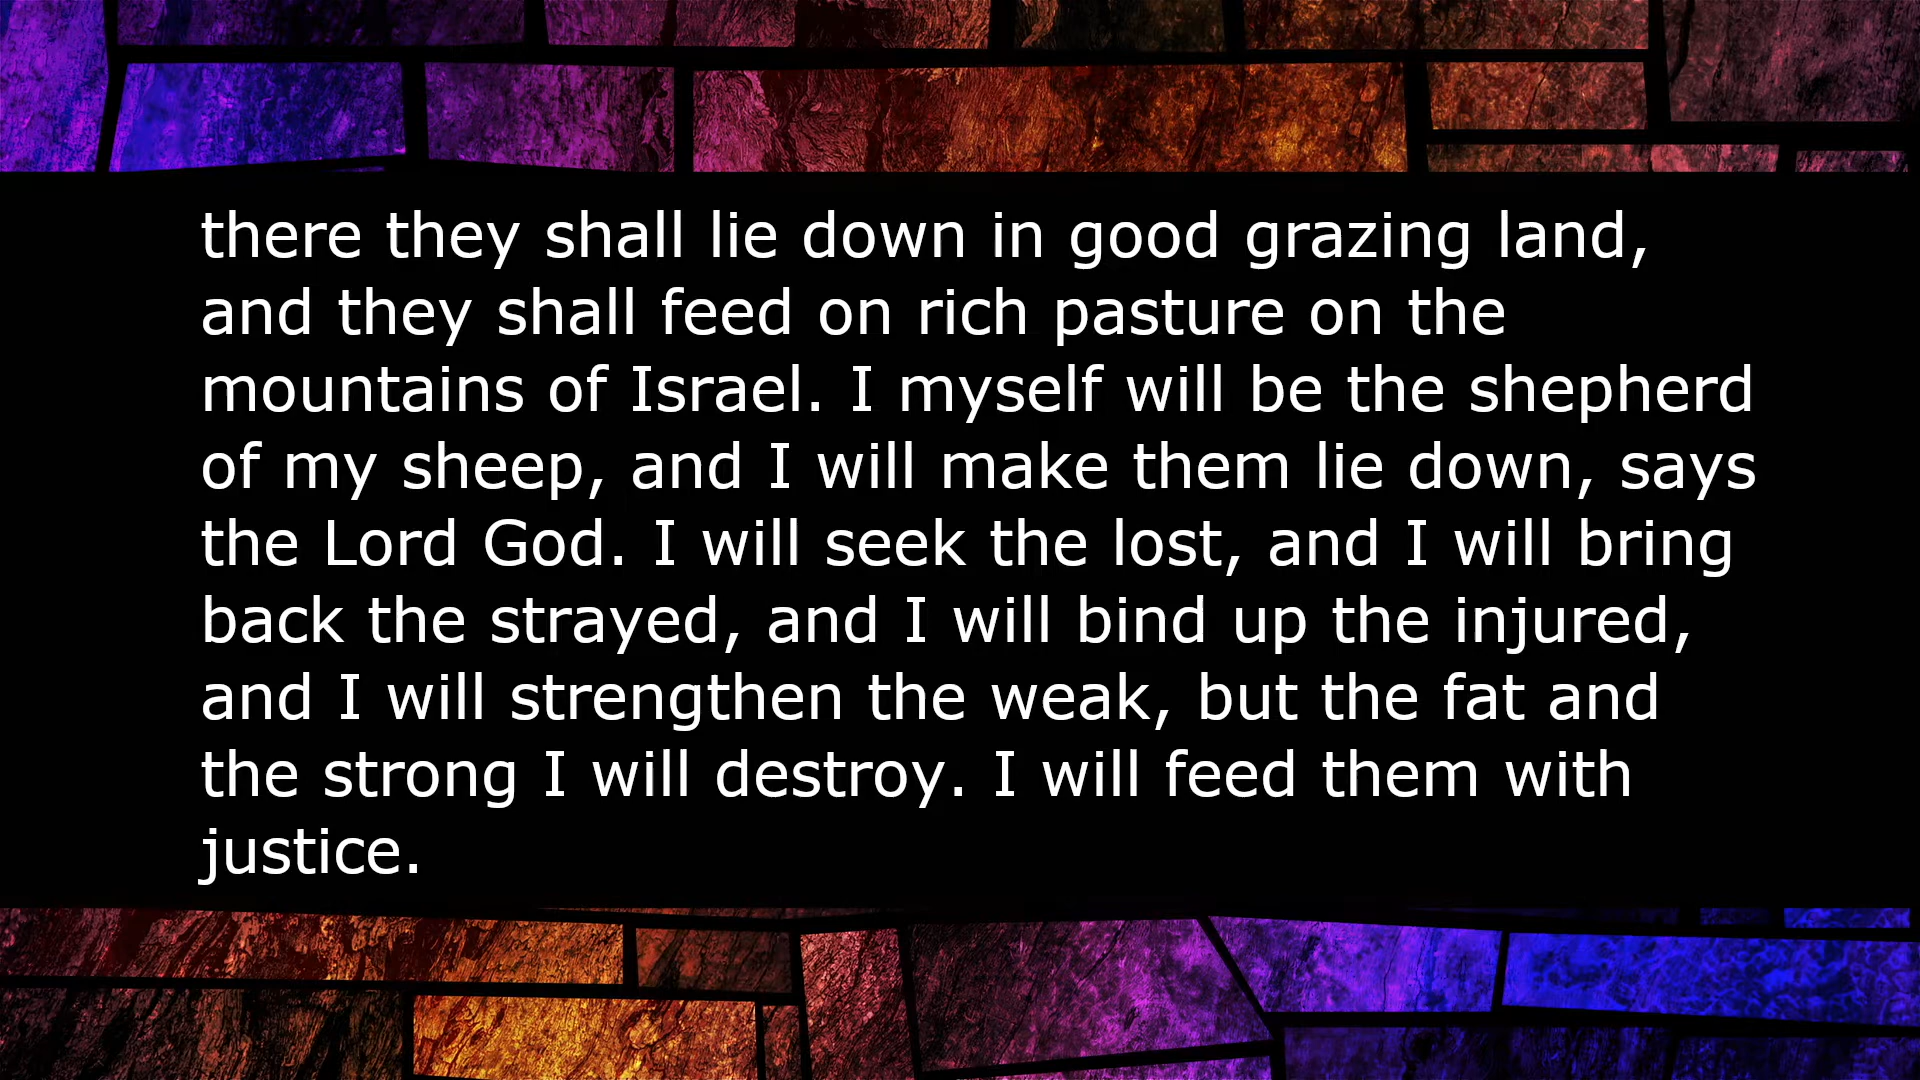 there they shall lie down in good grazing land,
and they shall feed on rich pasture on the
mountains of Israel. I myself will be the shepherd
of my sheep, and I will make them lie down, says
the Lord God. I will seek the lost, and I will bring
back the strayed, and I will bind up the injured,
and I will strengthen the weak, but the fat and
the strong I will destroy. I will feed them with
justice.